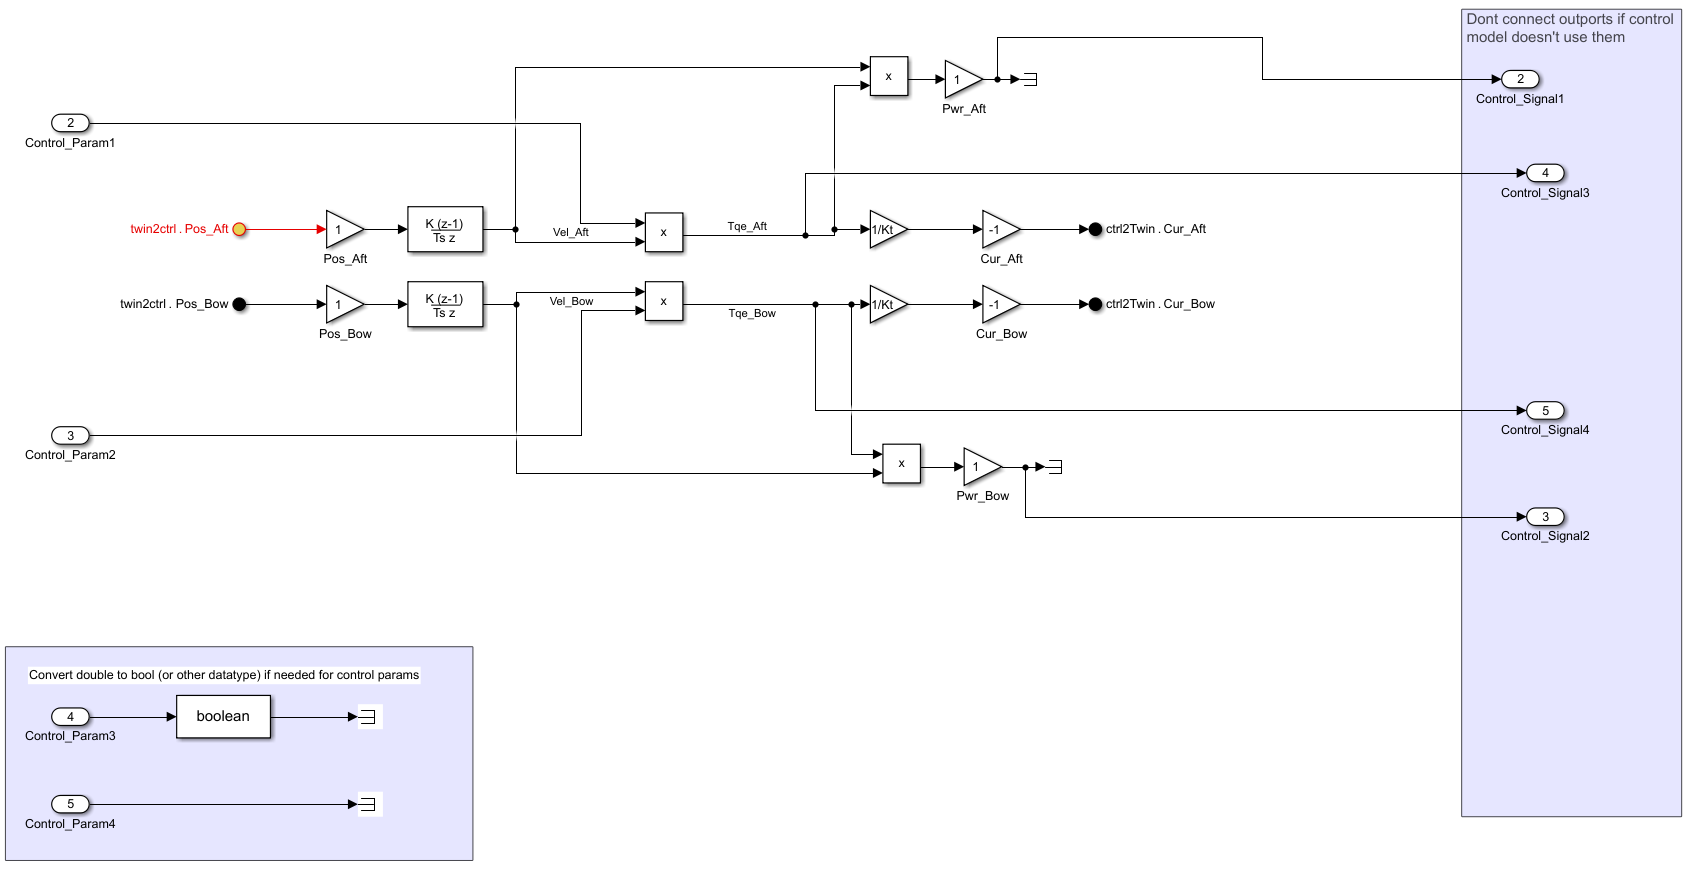 Dont connect outports if control
model doesn't use them
x
1
Pwr_Aft
2
Control_Signal1
2
Control_Param1
4
Control_Signal3
twin2ctrl . Pos_Aft
1
Pos_Aft
K (z-1)
Ts z
Vel_Aft
x
Tqe_Aft
1/Kt
-1
Cur_Aft
ctrl2Twin . Cur_Aft
twin2ctrl . Pos_Bow
1
Pos_Bow
K (z-1)
Ts z
Vel_Bow
x
Tqe_Bow
1/Kt
-1
Cur_Bow
ctrl2Twin . Cur_Bow
5
Control_Signal4
3
Control_Param2
x
1
Pwr_Bow
3
Control_Signal2
Convert double to bool (or other datatype) if needed for control params
4
Control_Param3
boolean
5
Control_Param4